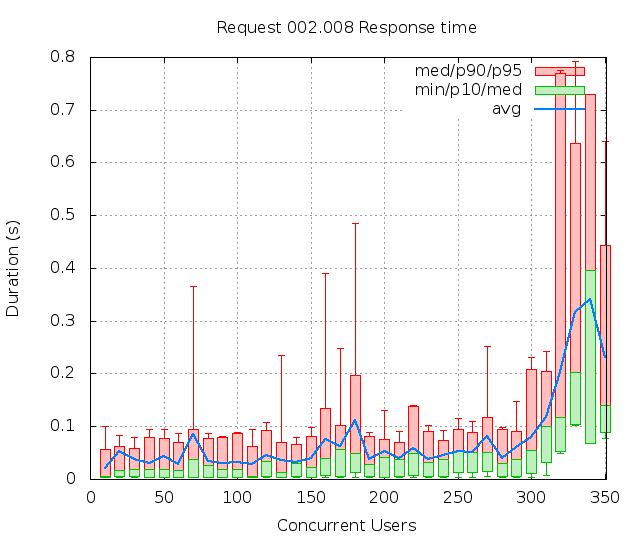 Request 002.008 Response time
med/p90/p95
min/p10/med
avg
0.8
0.7
0.6
0.5
0.4
0.3
0.2
0.1
0
Duration (s)
0 50 100 150 200 250 300 350
Concurrent Users